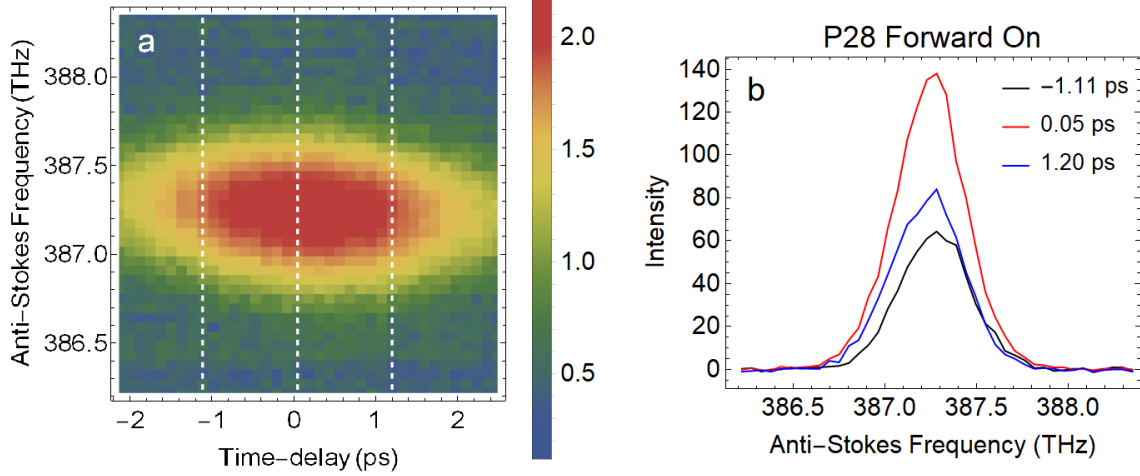 a
Anti−Stokes Frequency (THz)
388.0
387.5
387.0
386.5
−2
−1
0
1
2
Time−delay (ps)
2.0
1.5
1.0
0.5
P28 Forward On
b
−1.11 ps
0.05 ps
1.20 ps
Intensity
140
120
100
80
60
40
20
0
386.5
387.0
387.5
388.0
Anti−Stokes Frequency (THz)